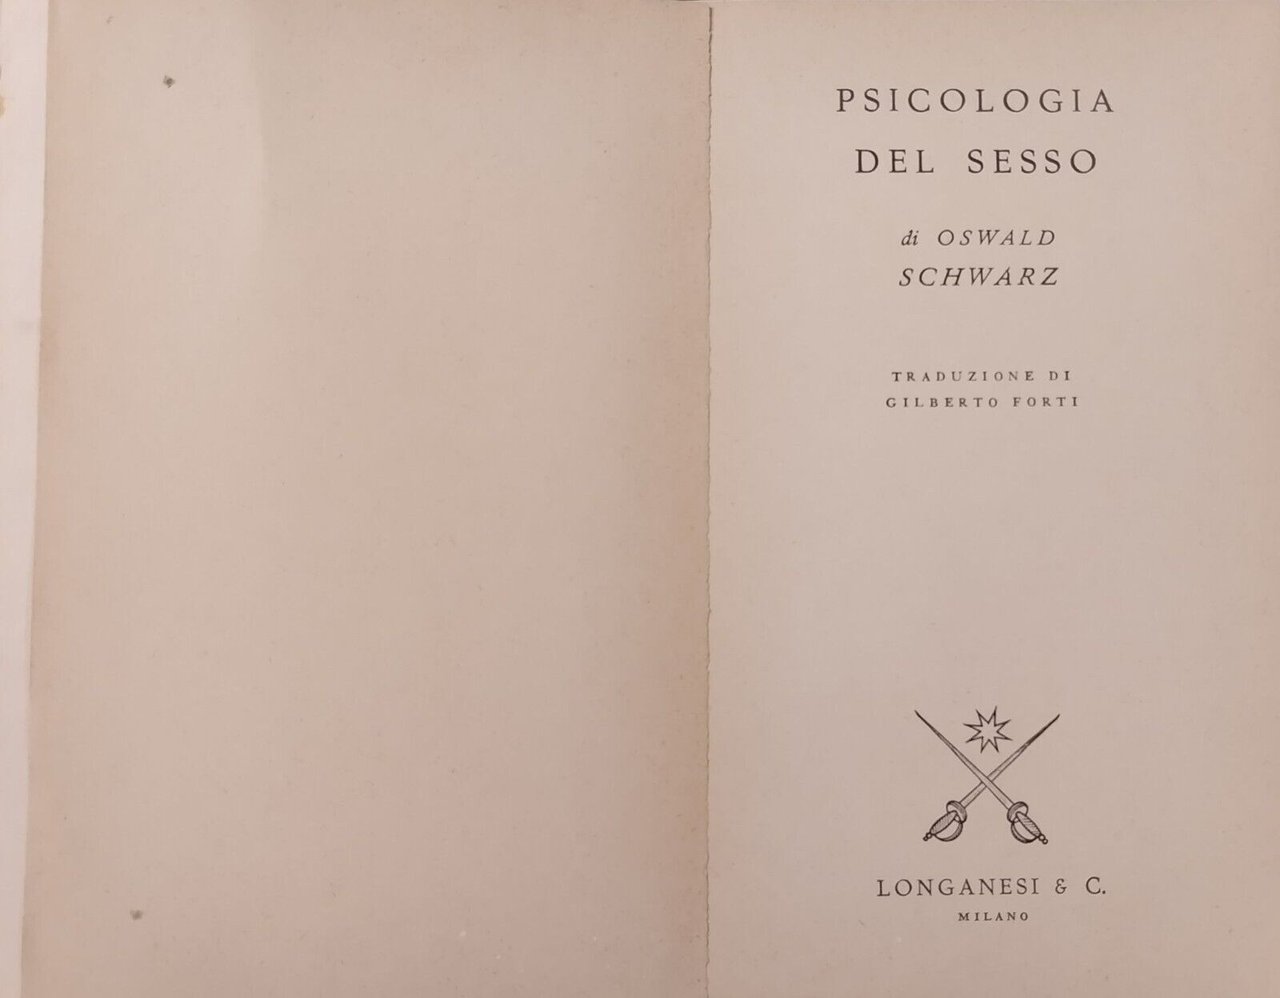 PSICOLOGIA
DEL SESSO
di OSWALD
SCHWARZ
TRADUZIONE DI
GILBERTO FORTI
LONGANESI & C.
MILANO